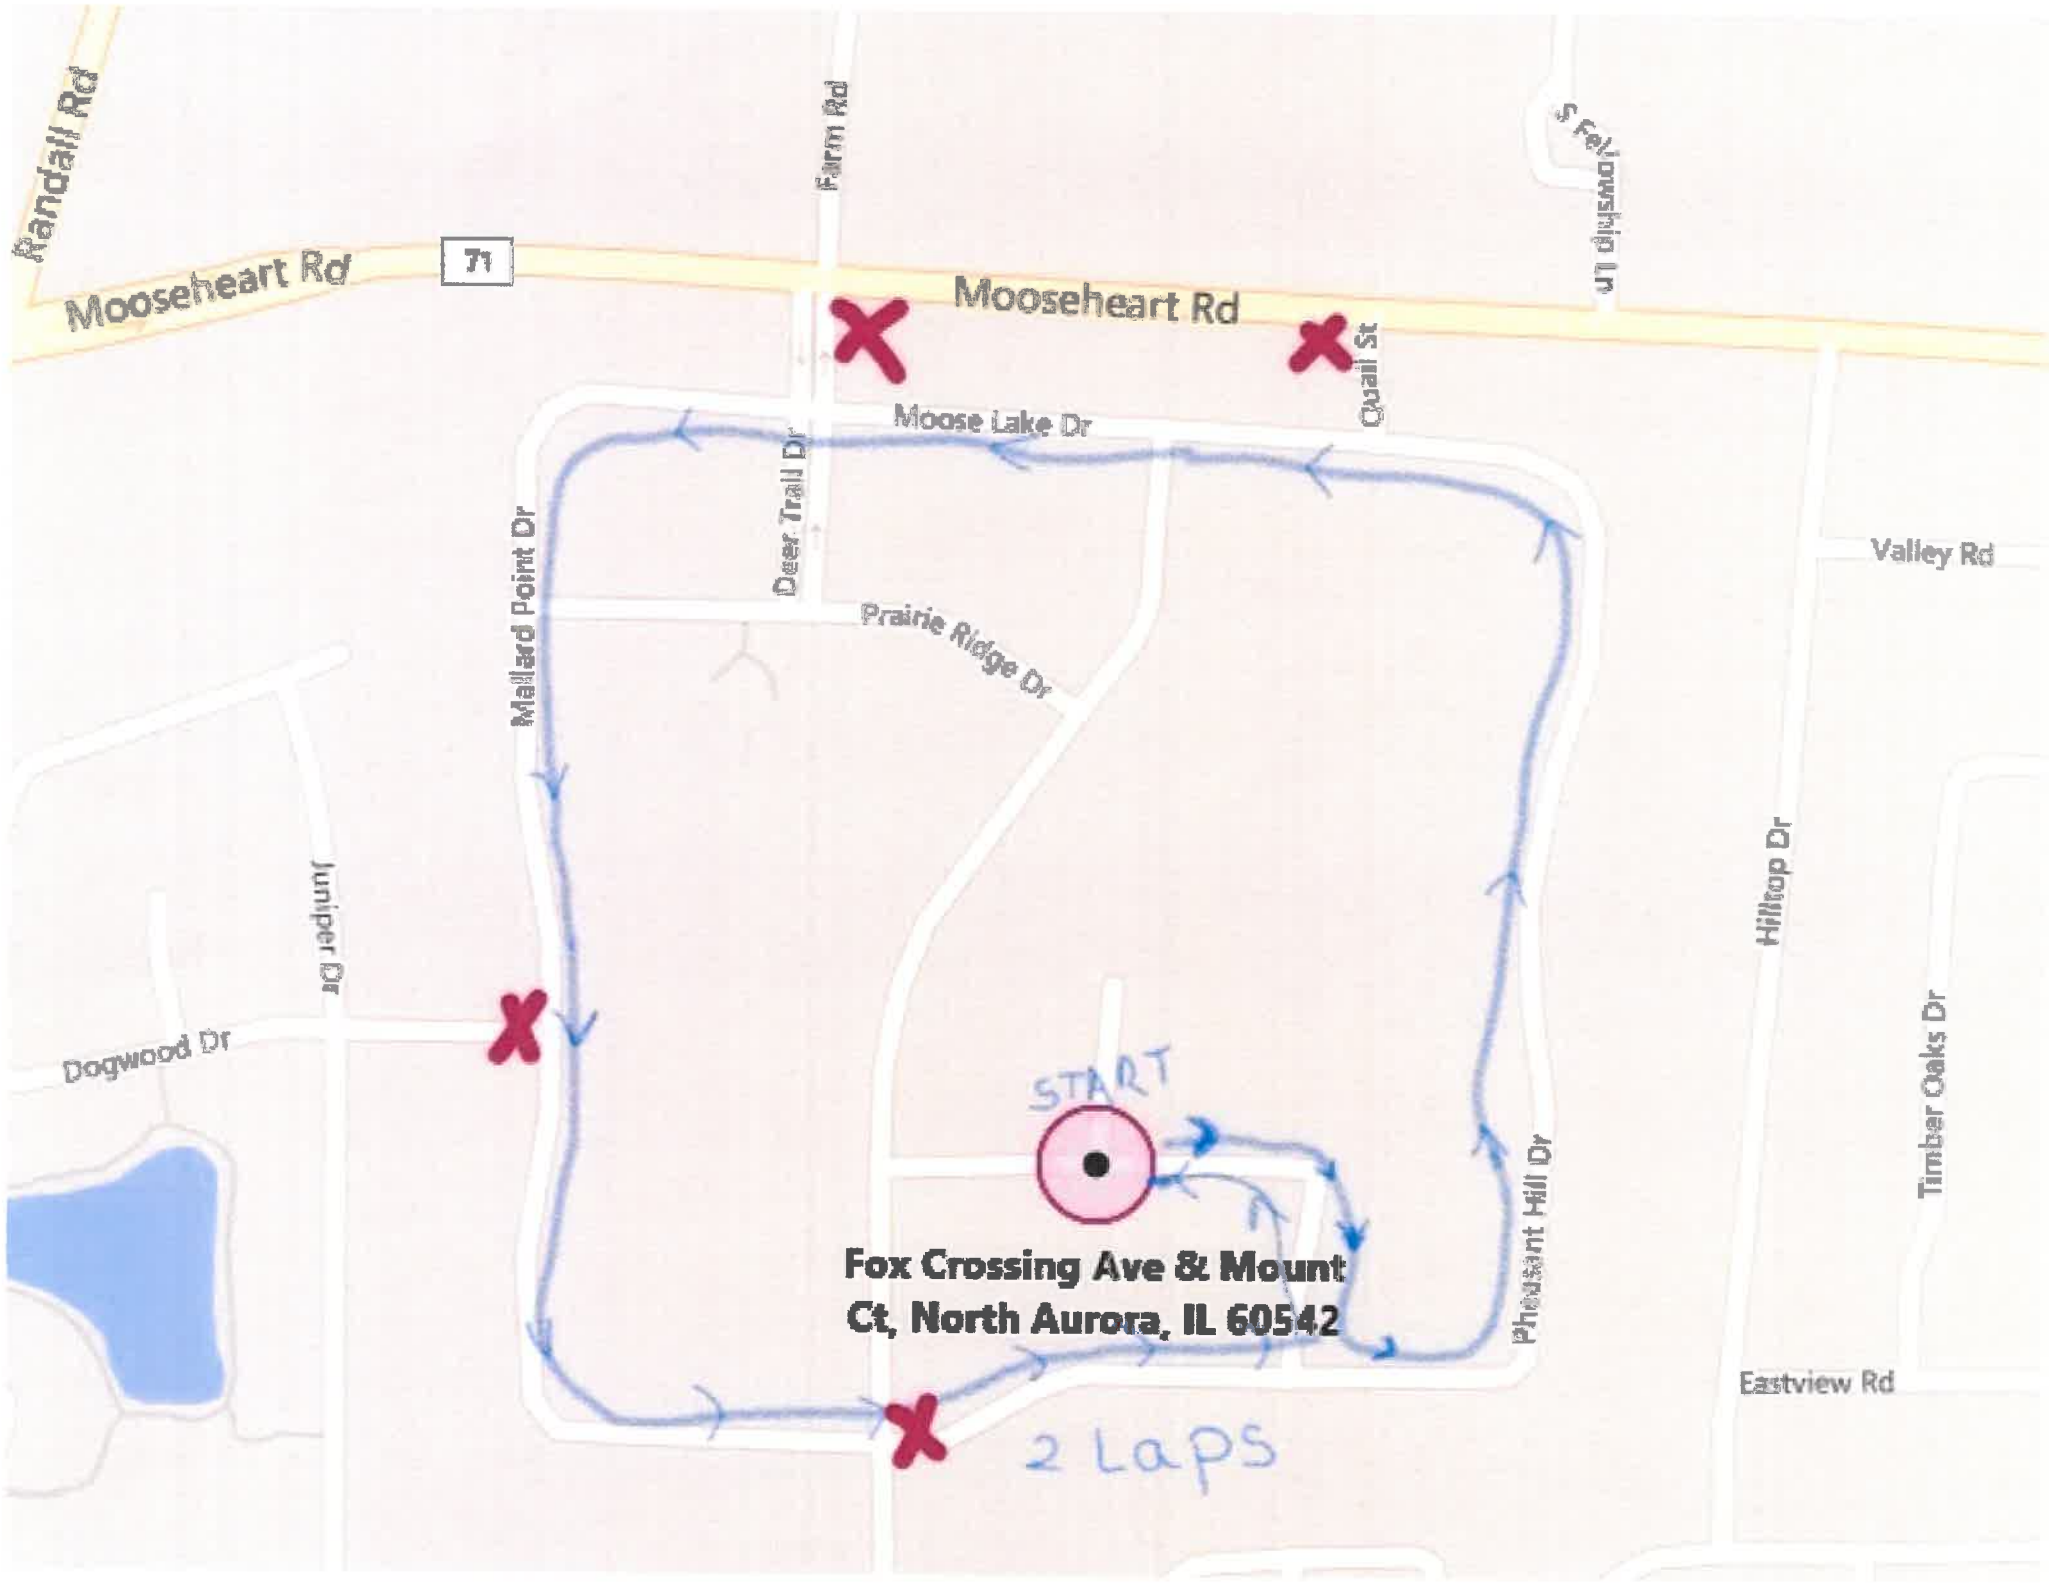 Randall Rd
Farm Rd
S Fellowship Ln
Mooseheart Rd
71
Mooseheart Rd
Quail St
Moose Lake Dr
Deer Trail Dr
Mallard Point Dr
Prairie Ridge Dr
Valley Rd
Hilltop Dr
Juniper Dr
Dogwood Dr
Timber Oaks Dr
START
Pheasant Hill Dr
Fox Crossing Ave & Mount
Ct, North Aurora, IL 60542
Eastview Rd
2 Laps